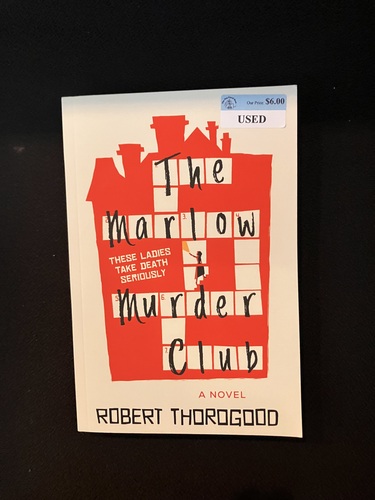 Our Price $6.00
USED
The
Marlow
THESE LADIES
TAKE DEATH
SERIOUSLY
Murder
Club
A NOVEL
ROBERT THOROGOOD